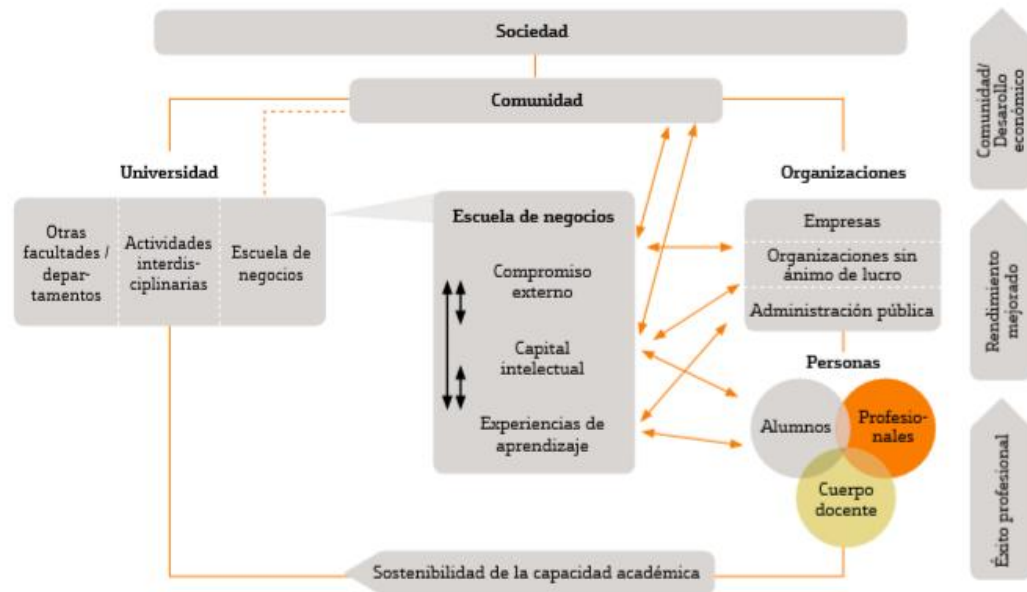 Sociedad
Comunidad
Universidad
Otras
facultades /
depar-
tamentos
Actividades
interdis-
ciplinarias
Escuela de
negocios
Escuela de negocios
Compromiso
externo
Capital
intelectual
Experiencias de
aprendizaje
Organizaciones
Empresas
Organizaciones sin
ánimo de lucro
Administración pública
Personas
Alumnos
Profesio-
nales
Cuerpo
docente
Sostenibilidad de la capacidad académica
Comunidad/
Desarollo
económico
Rendimiento
mejorado
Éxito profesional